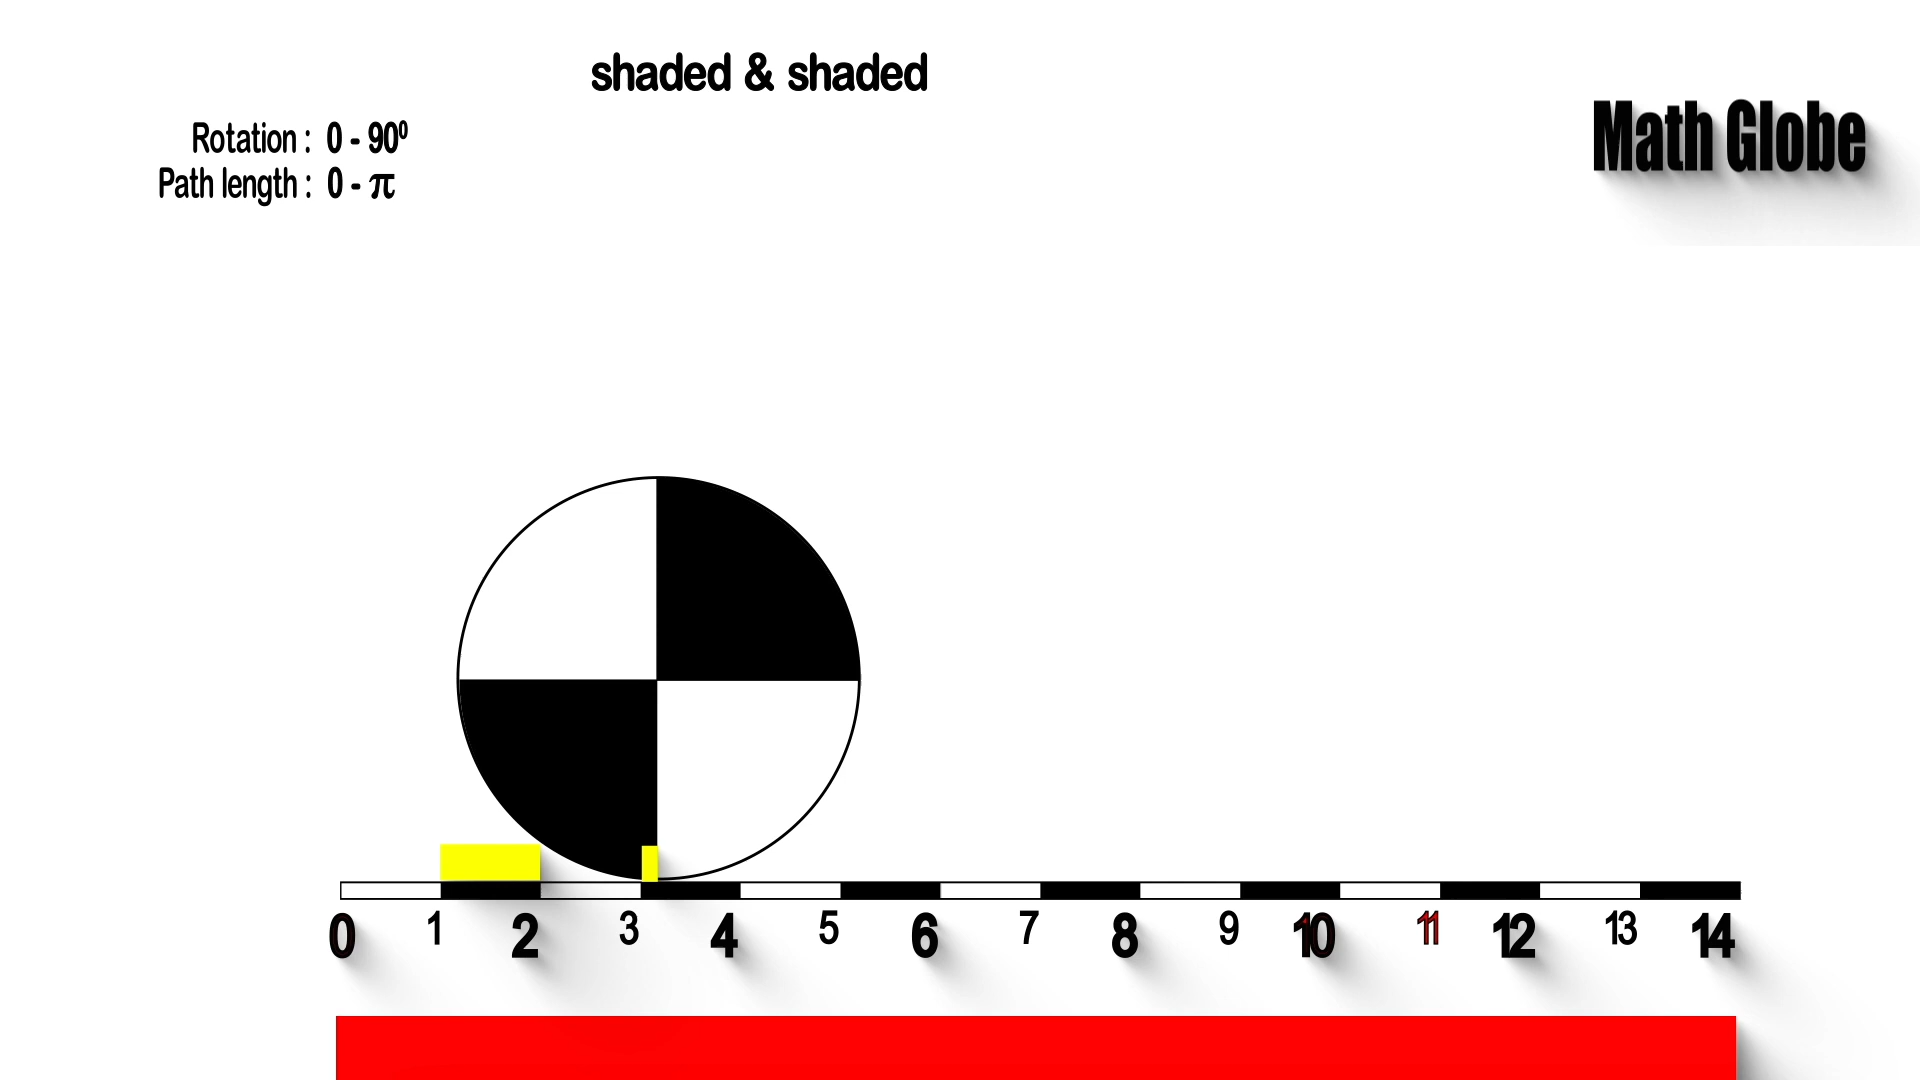 shaded & shaded
Math Globe
Rotation : 0 - 90⁰
Path length : 0 - π
0 1 2 3 4 5 6 7 8 9 10 11 12 13 14